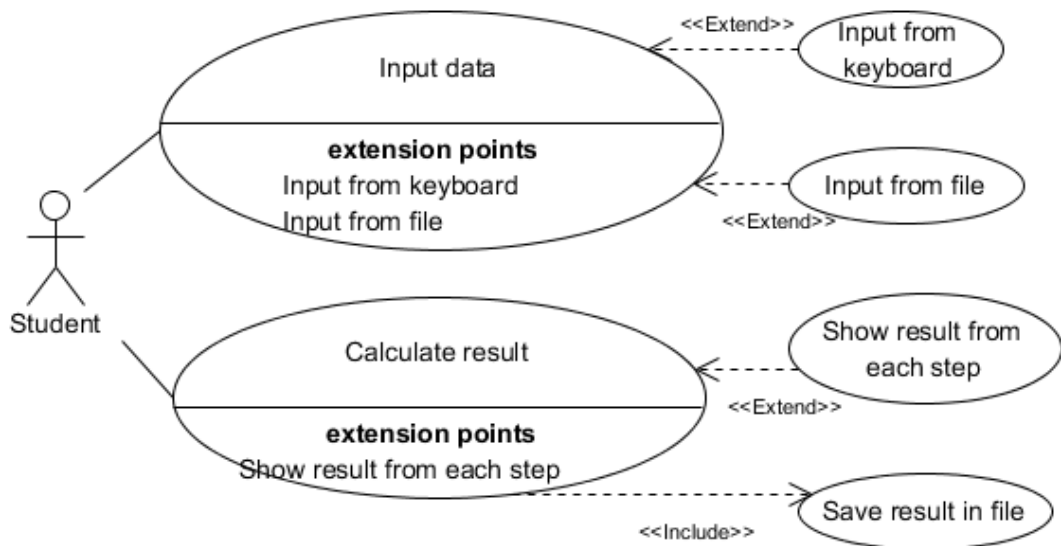 <<Extend>>
Input from
keyboard
Input data
extension points
Input from keyboard
Input from file
Input from file
<<Extend>>
Student
Calculate result
extension points
Show result from each step
Show result from
each step
<<Extend>>
Save result in file
<<Include>>